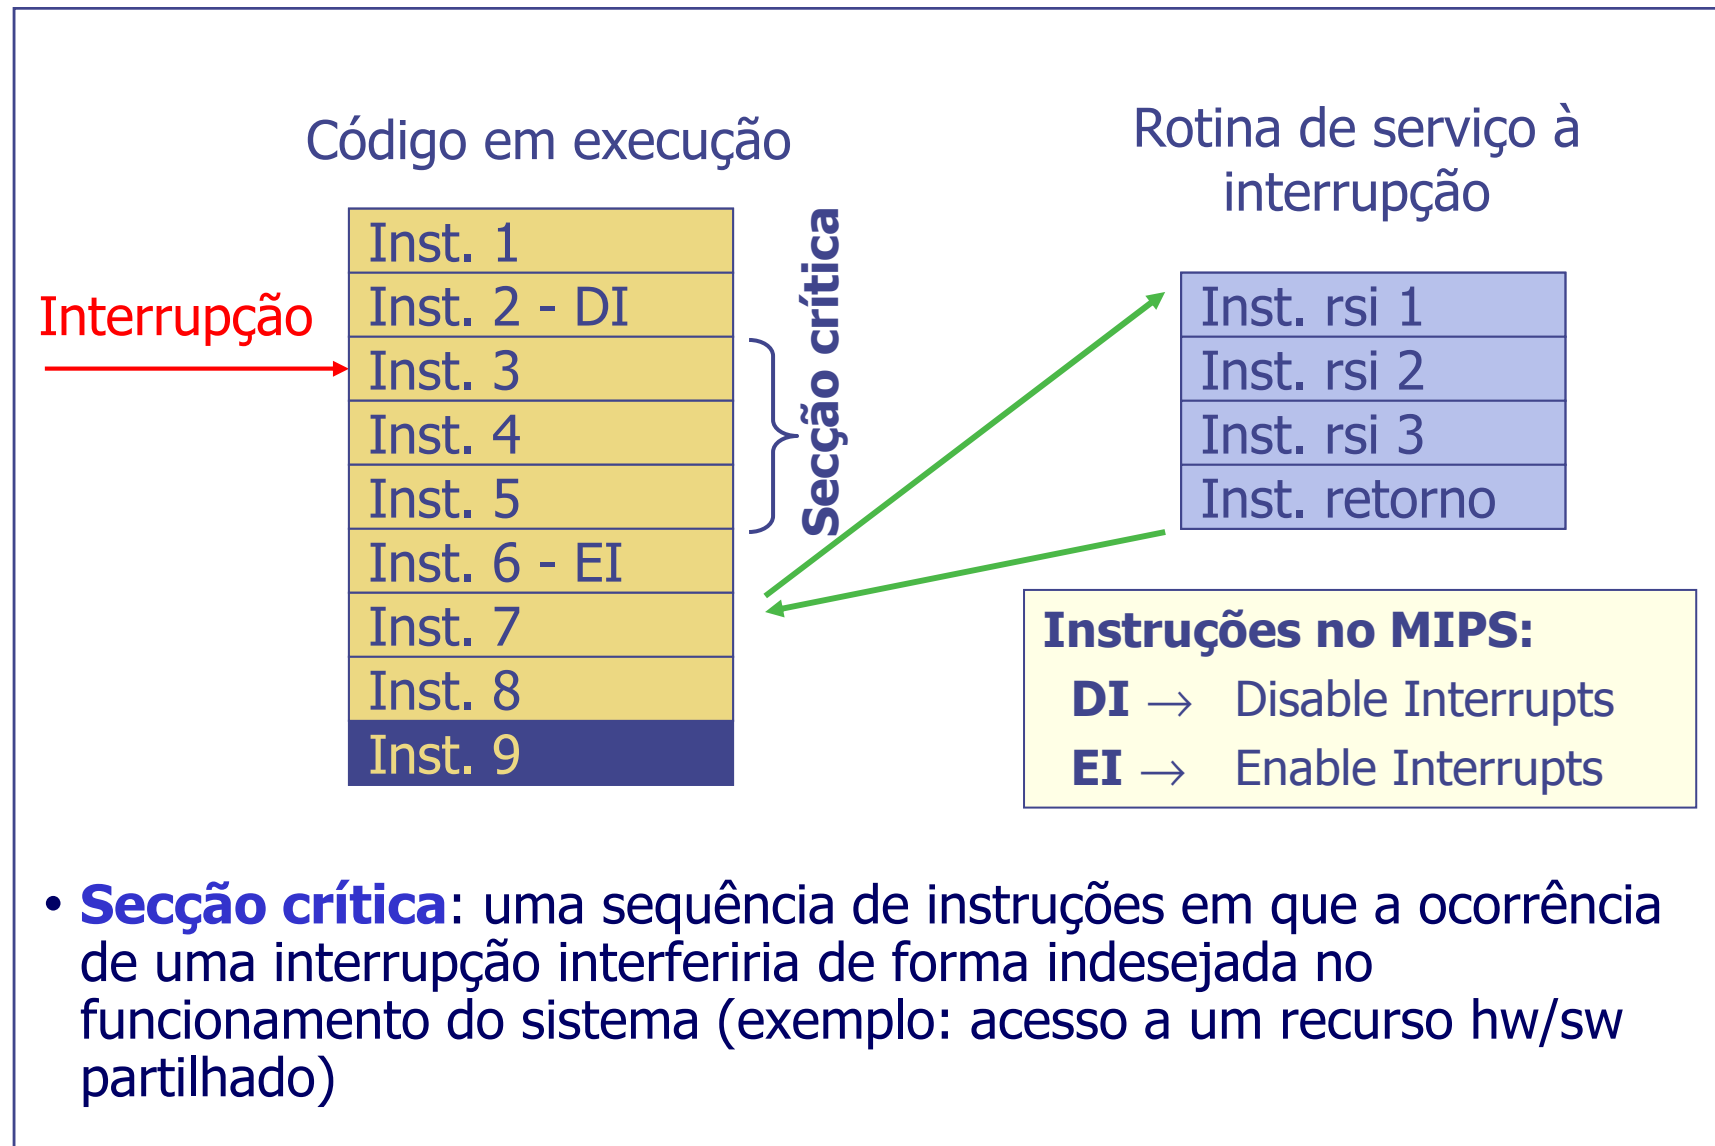 Código em execução
Rotina de serviço à
interrupção
Interrupção
Inst. 1
Inst. 2 - DI
Inst. 3
Inst. 4
Inst. 5
Inst. 6 - EI
Inst. 7
Inst. 8
Inst. 9
Secção crítica
Inst. rsi 1
Inst. rsi 2
Inst. rsi 3
Inst. retorno
Instruções no MIPS:
DI → Disable Interrupts
EI → Enable Interrupts
• Secção crítica: uma sequência de instruções em que a ocorrência
de uma interrupção interferiria de forma indesejada no
funcionamento do sistema (exemplo: acesso a um recurso hw/sw
partilhado)